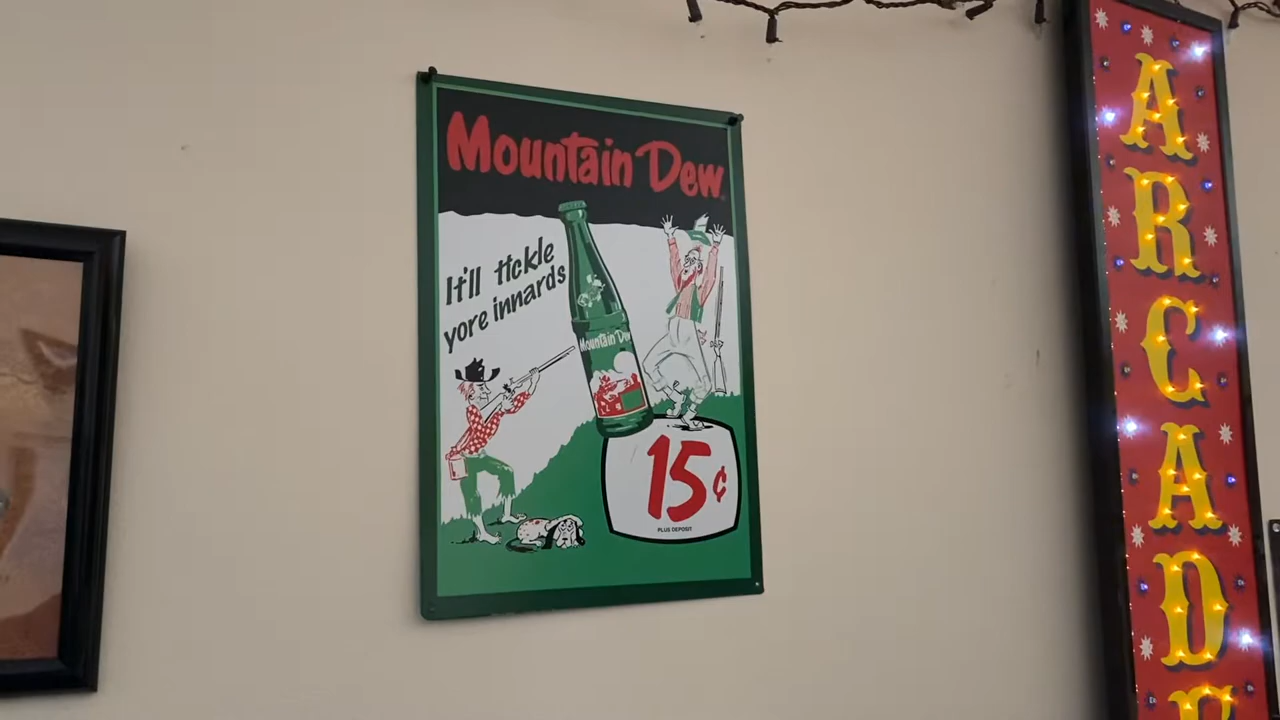 Mountain Dew
It'll tickle
yore innards
Mountain Dew
15¢
PLUS DEPOSIT
ARCADE